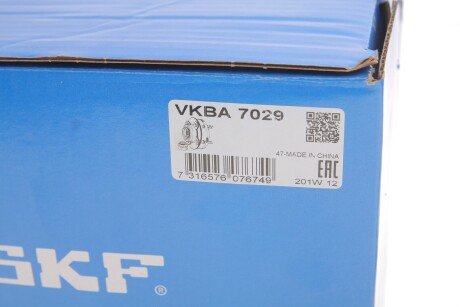 VKBA 7029
47-MADE IN CHINA
EAC
7 316576 076749
201W 12
SKF®